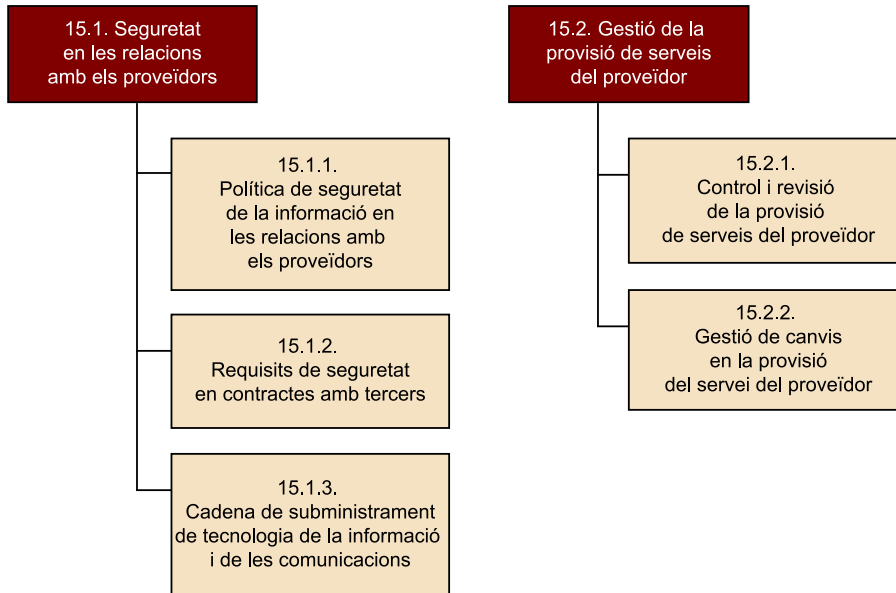 15.1. Seguretat
en les relacions
amb els proveïdors
15.1.1.
Política de seguretat
de la informació en
les relacions amb
els proveïdors
15.1.2.
Requisits de seguretat
en contractes amb tercers
15.1.3.
Cadena de subministrament
de tecnologia de la informació
i de les comunicacions
15.2. Gestió de la
provisió de serveis
del proveïdor
15.2.1.
Control i revisió
de la provisió
de serveis del proveïdor
15.2.2.
Gestió de canvis
en la provisió
del servei del proveïdor